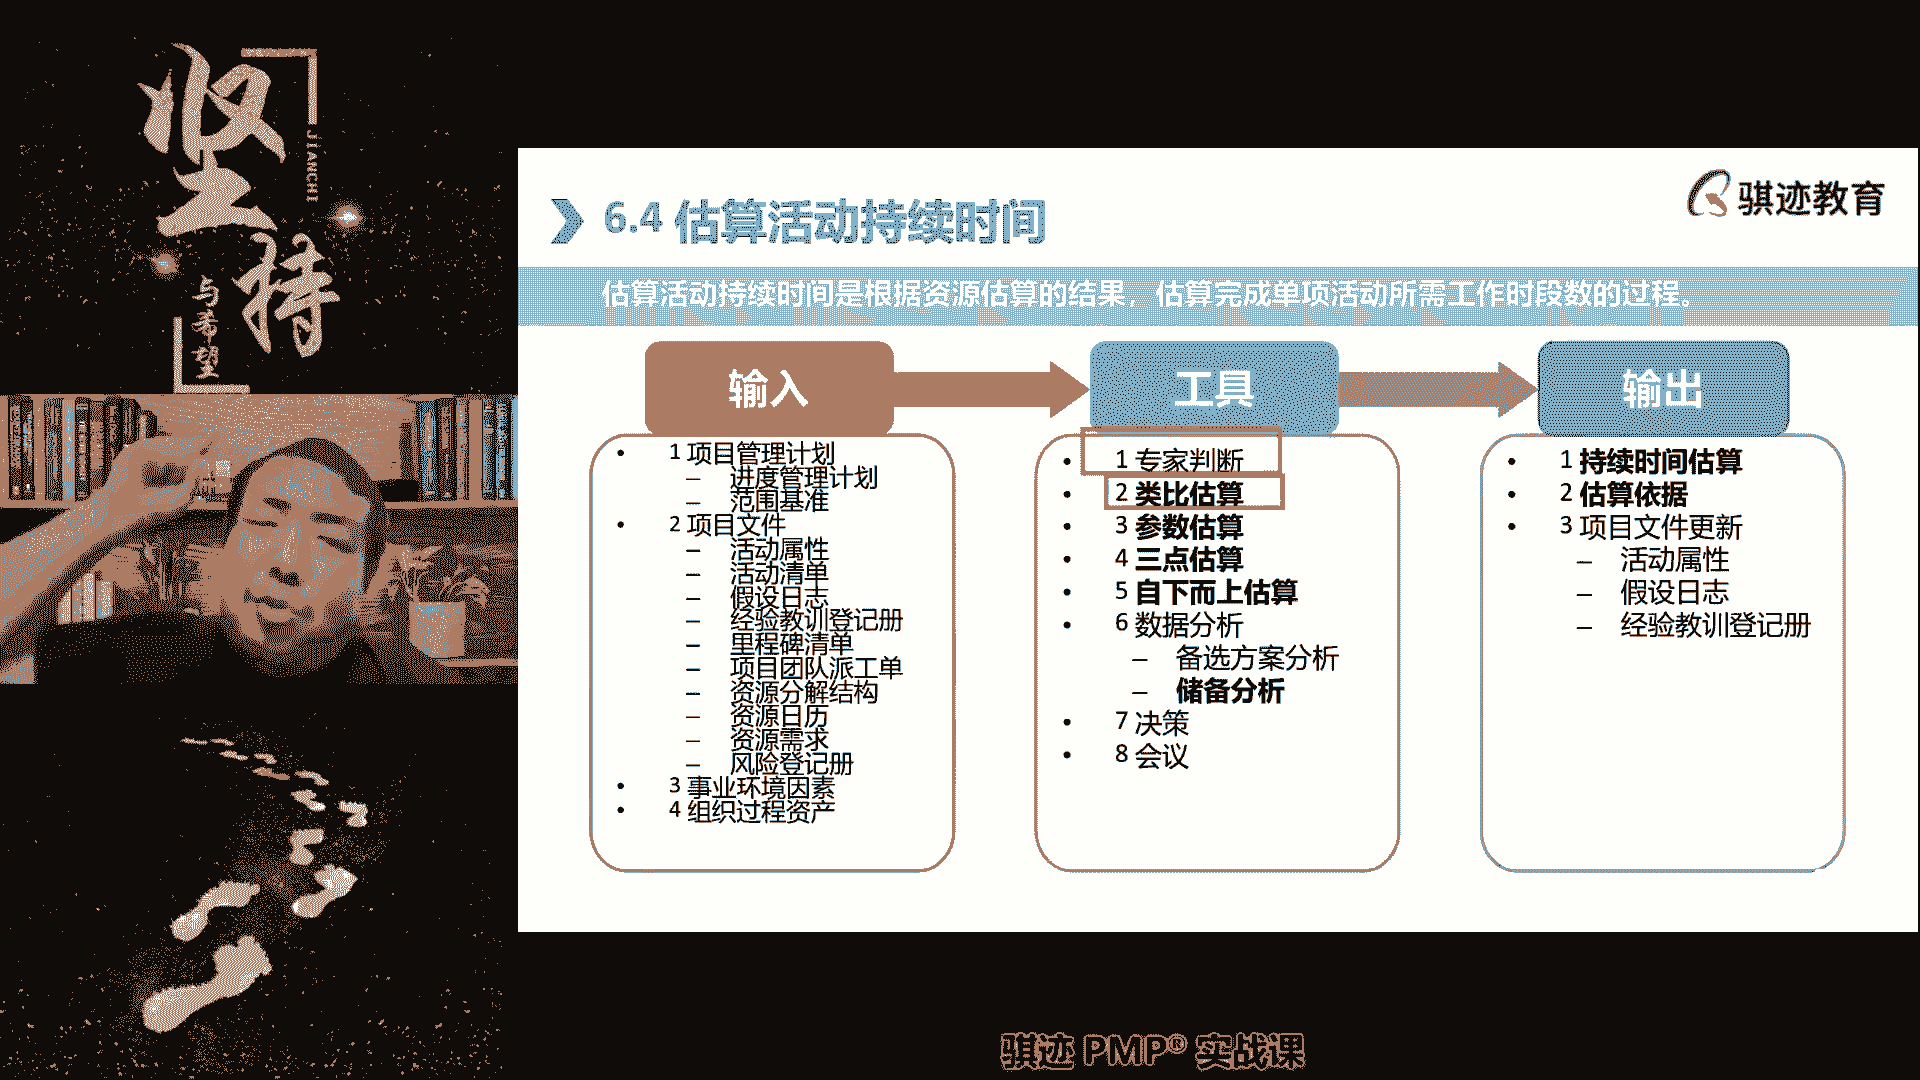 坚持
JIANCHI
与希望
骐迹教育
6.4 估算活动持续时间
估算活动持续时间是根据资源估算的结果，估算完成单项活动所需工作时段数的过程。
输入
• 1 项目管理计划
– 进度管理计划
– 范围基准
• 2 项目文件
– 活动属性
– 活动清单
– 假设日志
– 经验教训登记册
– 里程碑清单
– 项目团队派工单
– 资源分解结构
– 资源日历
– 资源需求
– 风险登记册
• 3 事业环境因素
• 4 组织过程资产
工具
• 1 专家判断
• 2 类比估算
• 3 参数估算
• 4 三点估算
• 5 自下而上估算
• 6 数据分析
– 备选方案分析
– 储备分析
• 7 决策
• 8 会议
输出
• 1 持续时间估算
• 2 估算依据
• 3 项目文件更新
– 活动属性
– 假设日志
– 经验教训登记册
骐迹 PMP® 实战课